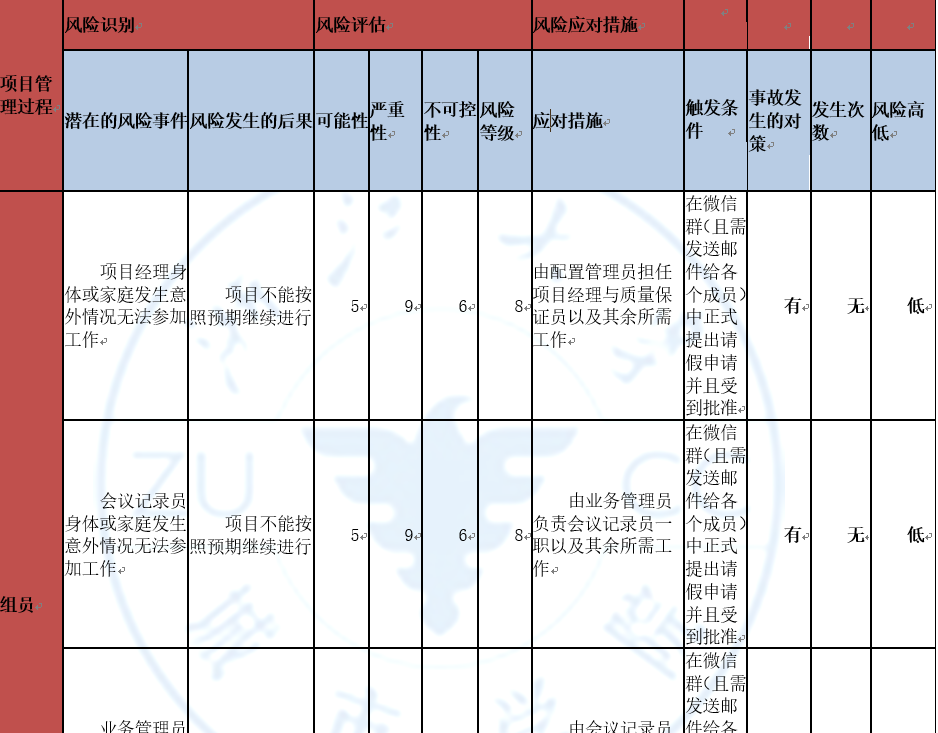 风险识别
风险评估
风险应对措施
项目管
理过程
潜在的风险事件
风险发生的后果
可能性
严重
性
不可控
性
风险
等级
应对措施
触发条
件
事故发
生的对
策
发生次
数
风险高
低
组员
项目经理身
体或家庭发生意
外情况无法参加
工作
项目不能按
照预期继续进行
5
9
6
8
由配置管理员担任
项目经理与质量保
证员以及其余所需
工作
在微信
群（且需
发送邮
件给各
个成员）
中正式
提出请
假申请
并且受
到批准
有
无
低
会议记录员
身体或家庭发生
意外情况无法参
加工作
项目不能按
照预期继续进行
5
9
6
8
由业务管理员
负责会议记录员一
职以及其余所需工
作
在微信
群（且需
发送邮
件给各
个成员）
中正式
提出请
假申请
并且受
到批准
有
无
低
业务管理员
由会议记录员
在微信
群（且需
发送邮
件给各
ZU
CC